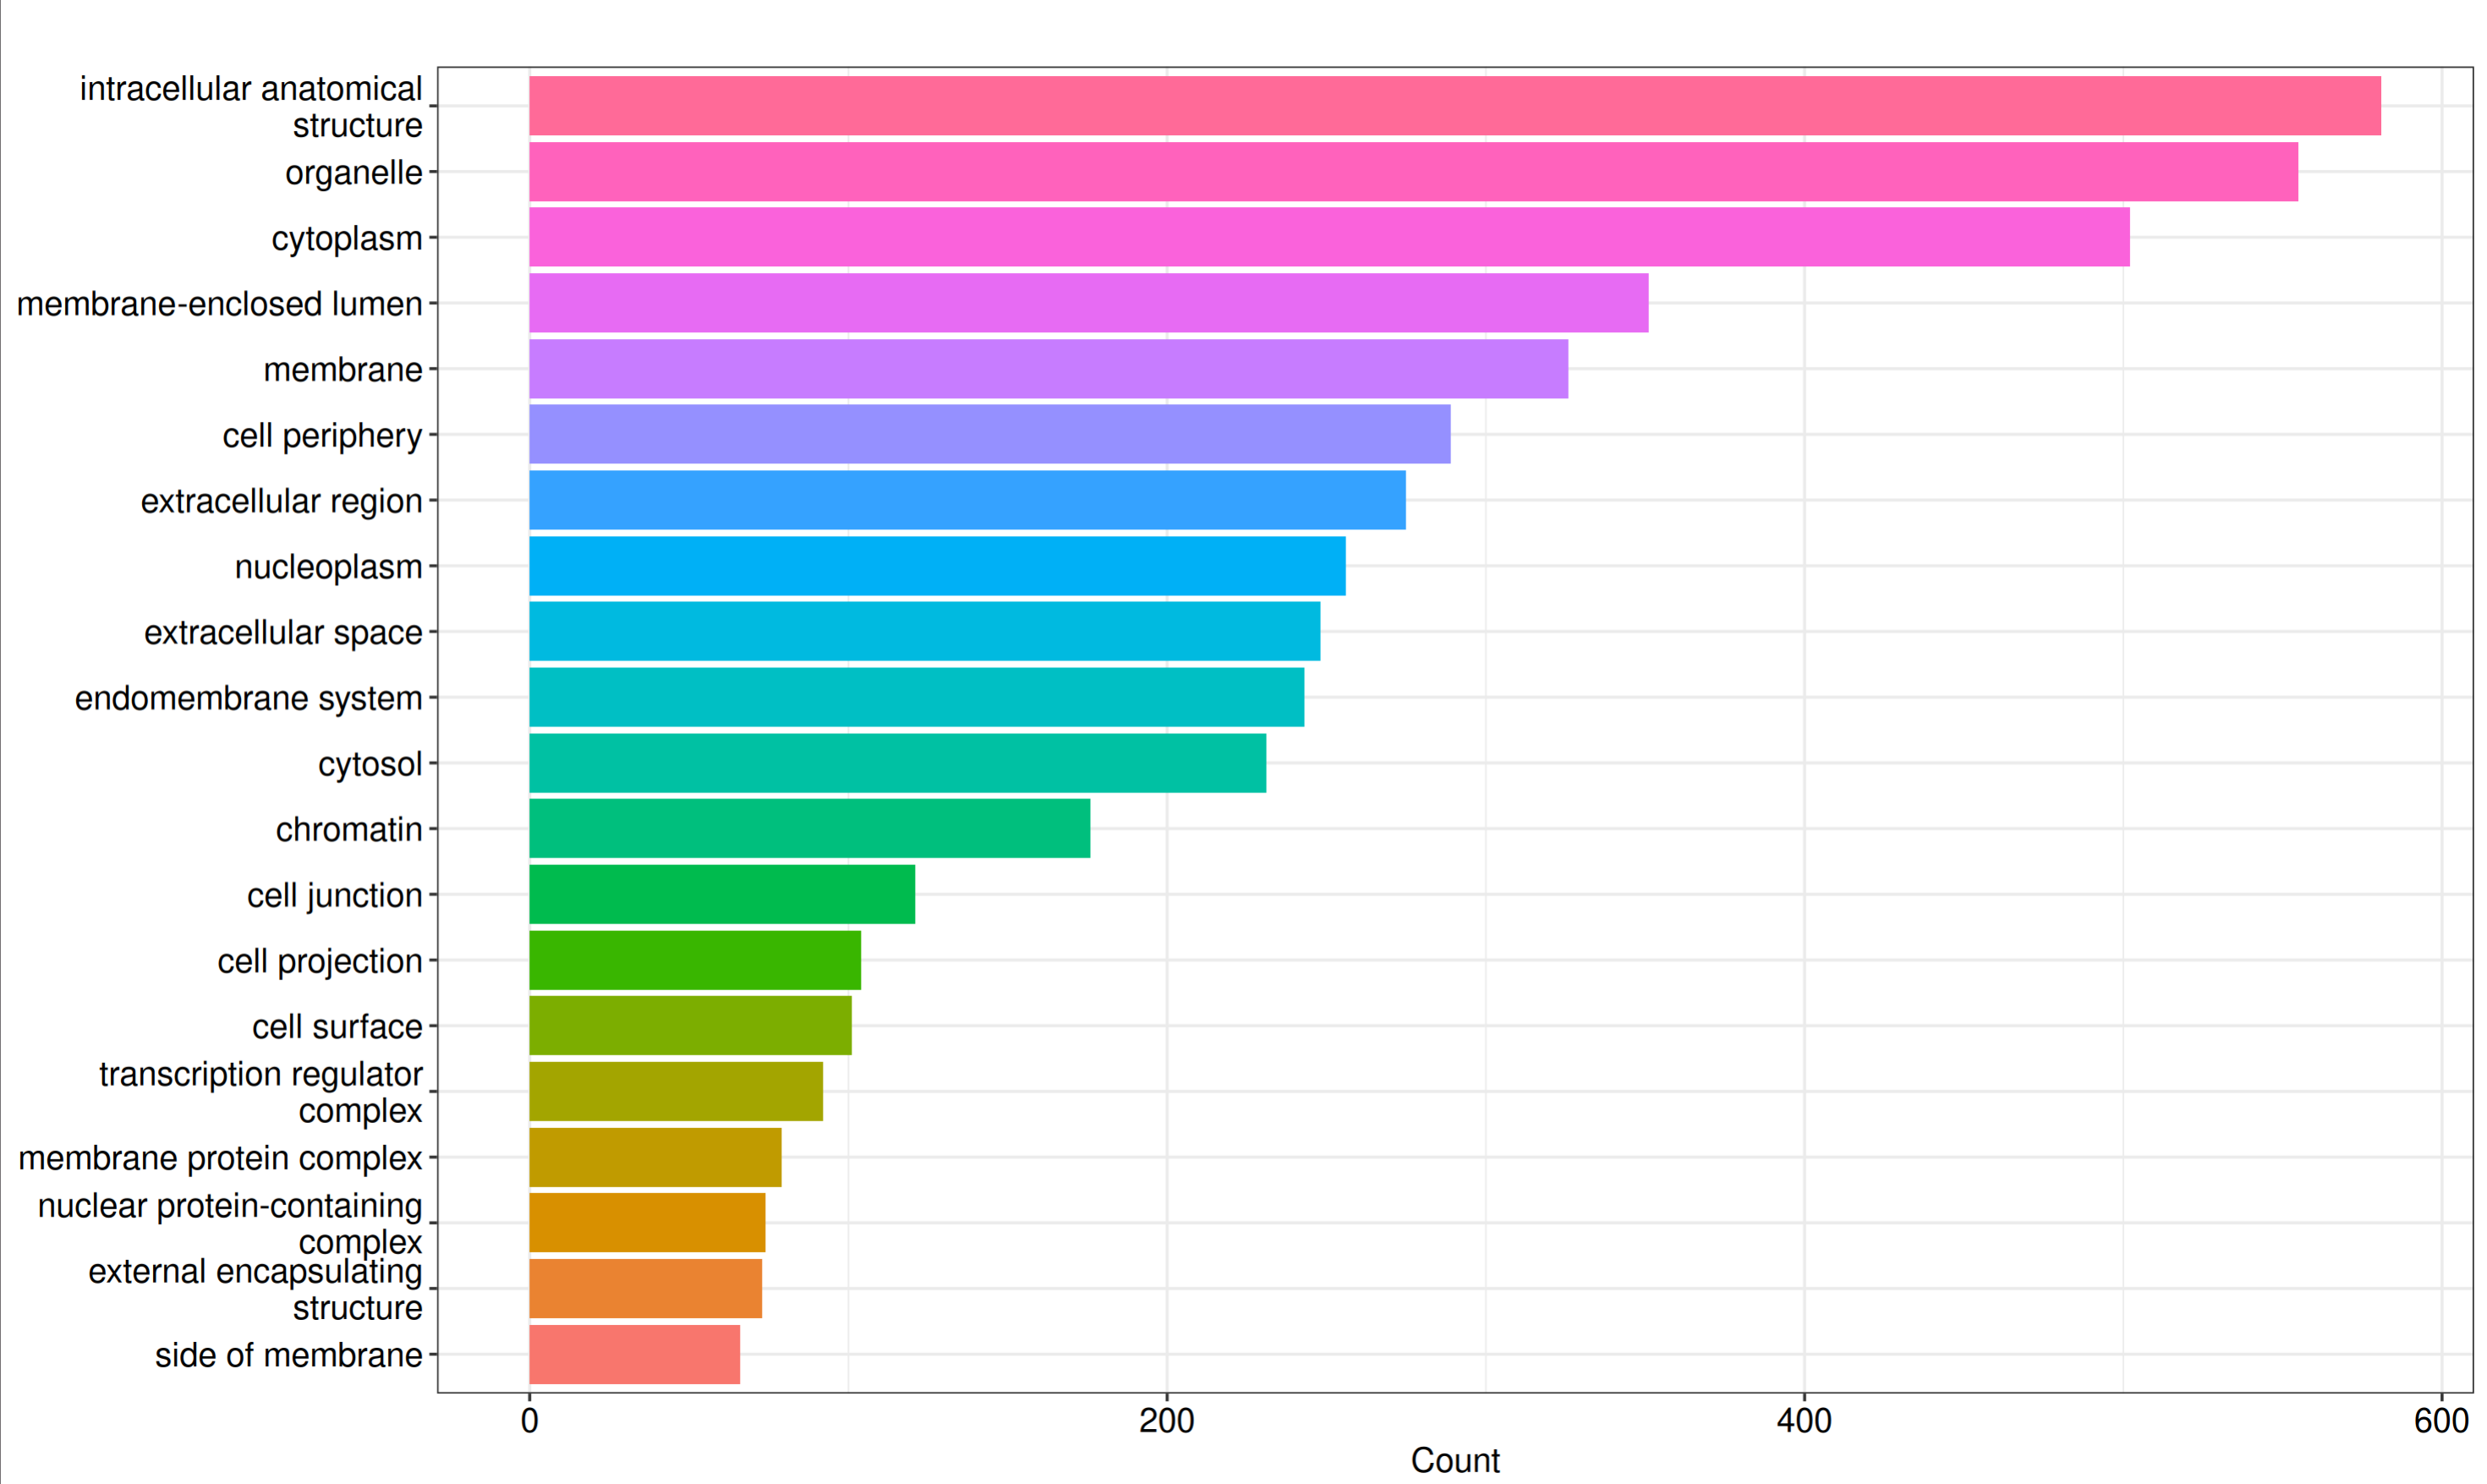 intracellular anatomical
structure
organelle
cytoplasm
membrane-enclosed lumen
membrane
cell periphery
extracellular region
nucleoplasm
extracellular space
endomembrane system
cytosol
chromatin
cell junction
cell projection
cell surface
transcription regulator
complex
membrane protein complex
nuclear protein-containing
complex
external encapsulating
structure
side of membrane
0 200 400 600
Count